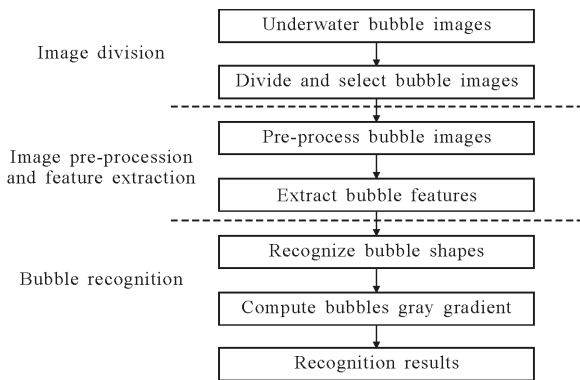 Underwater bubble images
Image division
Divide and select bubble images
Pre-process bubble images
Image pre-procession
and feature extraction
Extract bubble features
Recognize bubble shapes
Bubble recognition
Compute bubbles gray gradient
Recognition results